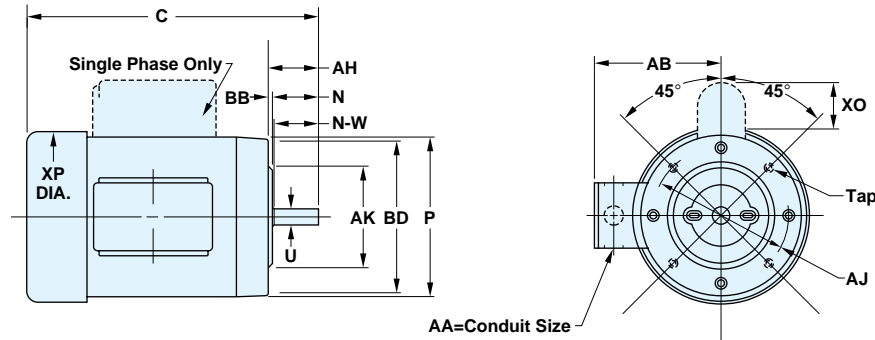 C
Single Phase Only
AH
BB
N
N-W
XP
DIA.
AK
BD
P
U
AB
45°
45°
XO
Tap
AJ
AA=Conduit Size